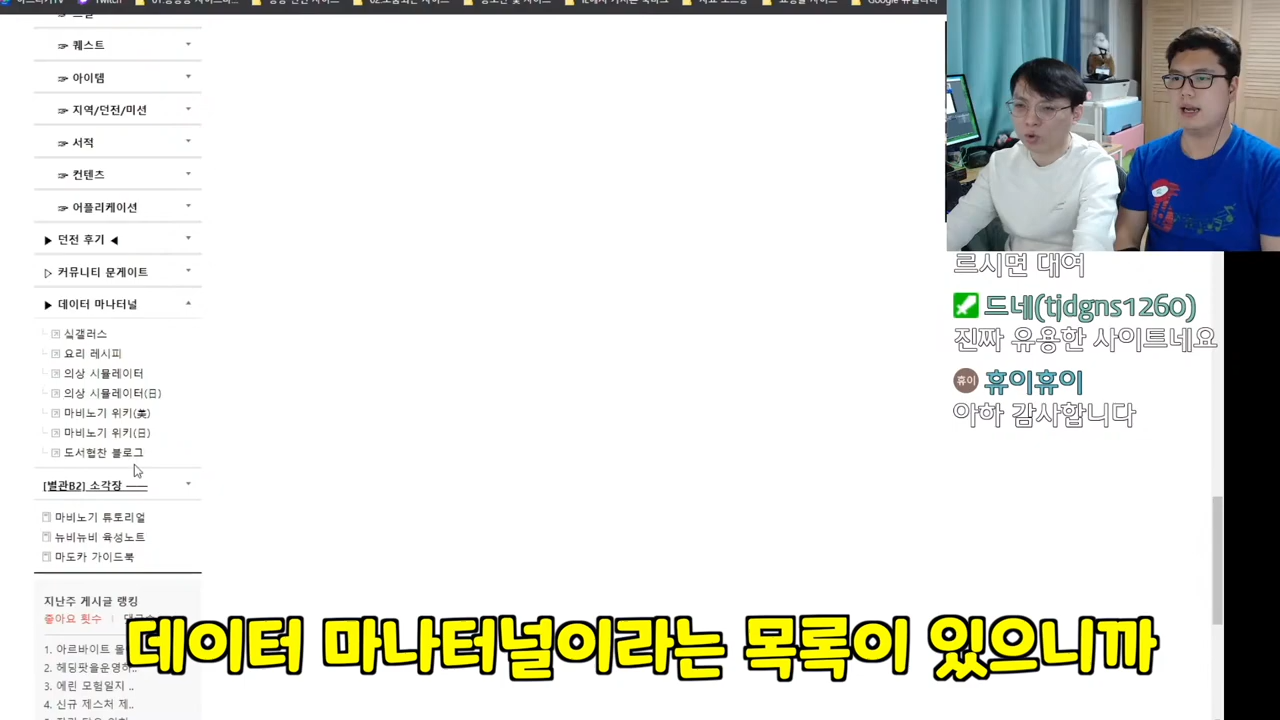 Twitch
☞ 퀘스트
☞ 아이템
☞ 지역/던전/미션
☞ 서적
☞ 컨텐츠
☞ 어플리케이션
▶ 던전 후기 ◀
▷ 커뮤니티 문게이트
▶ 데이터 마나터널
싴갤러스
요리 레시피
의상 시뮬레이터
의상 시뮬레이터(日)
마비노기 위키(美)
마비노기 위키(日)
도서협찬 블로그
[별관B2] 소각장 ──
마비노기 튜토리얼
뉴비뉴비 육성노트
마도카 가이드북
지난주 게시글 랭킹
좋아요 횟수
1. 아르바이트
2. 헤딩팟을운영하..
3. 에린 모험일지 ..
4. 신규 제스처 제..
르시면 대여
드네(tjdgns1260)
진짜 유용한 사이트네요
휴이 휴이휴이
아하 감사합니다
데이터 마나터널이라는 목록이 있으니까